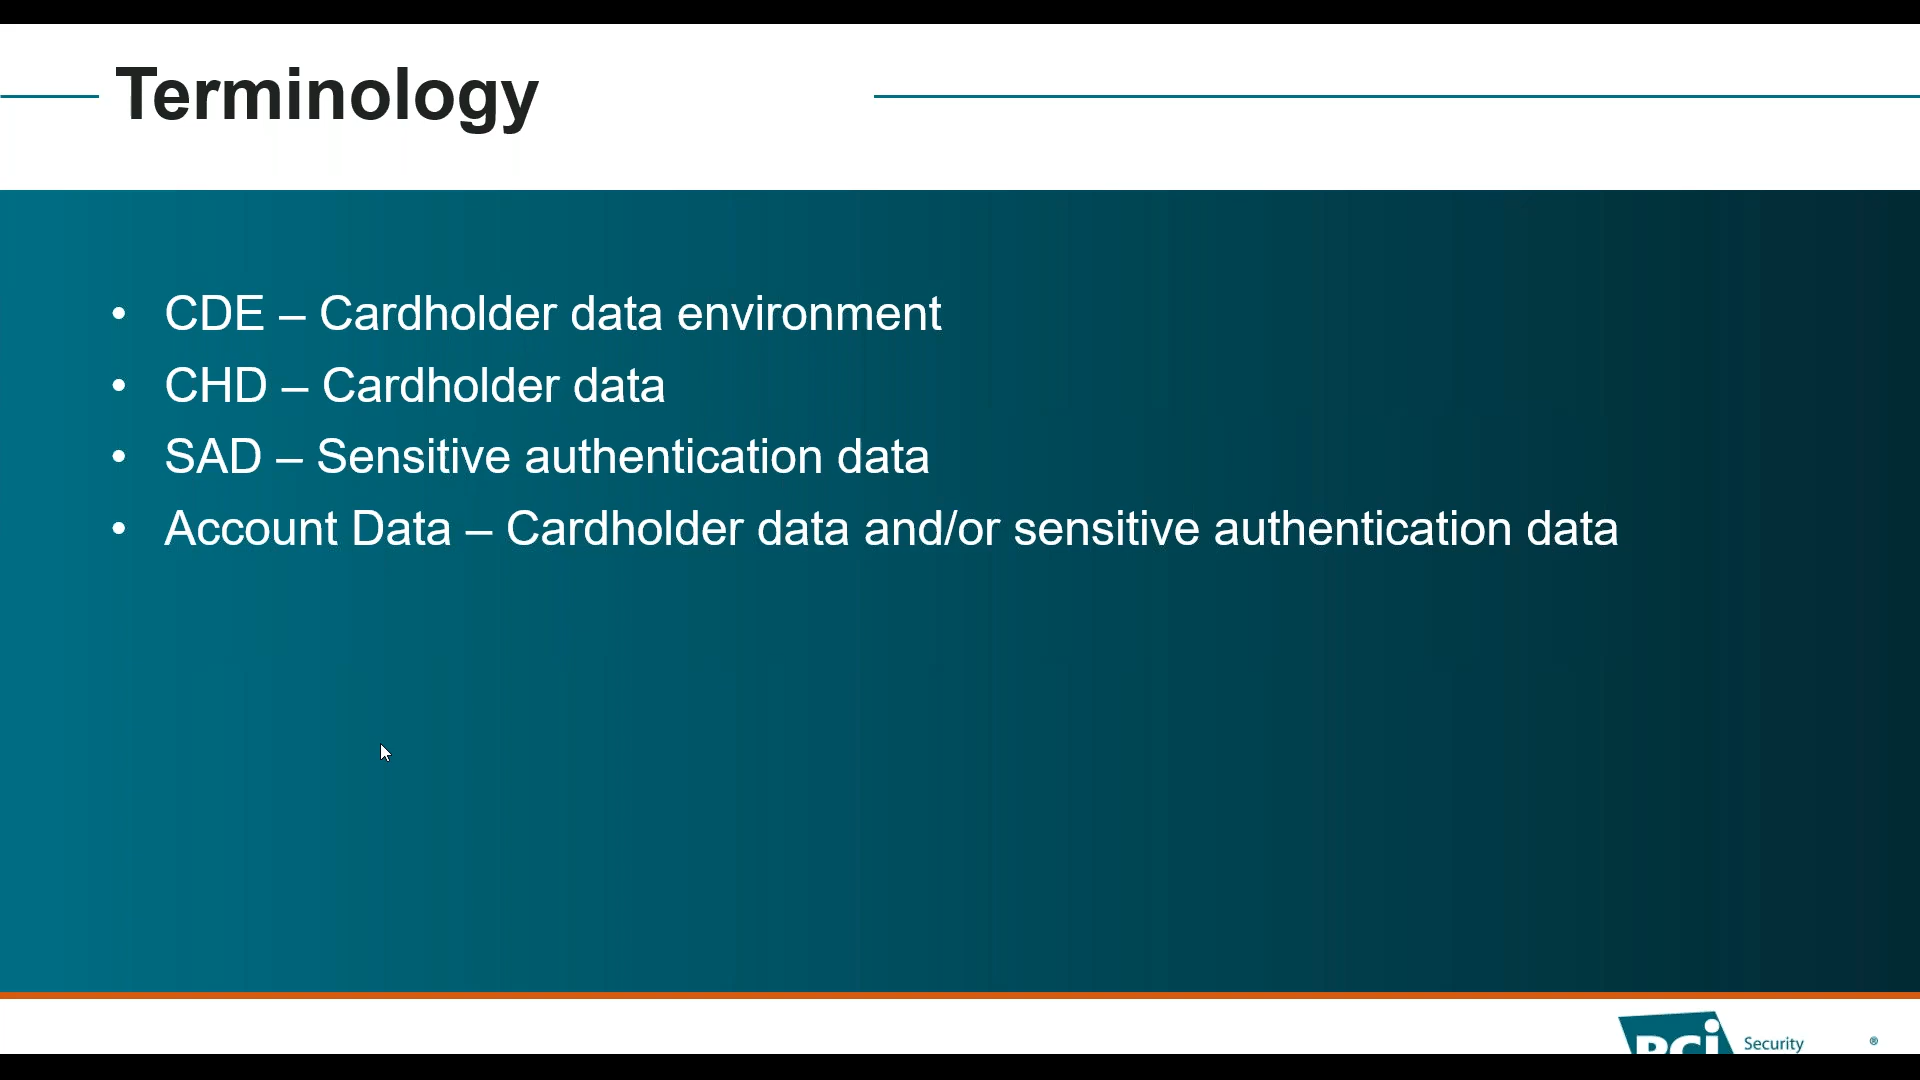 Terminology
• CDE – Cardholder data environment
• CHD – Cardholder data
• SAD – Sensitive authentication data
• Account Data – Cardholder data and/or sensitive authentication data
PCi Security ®